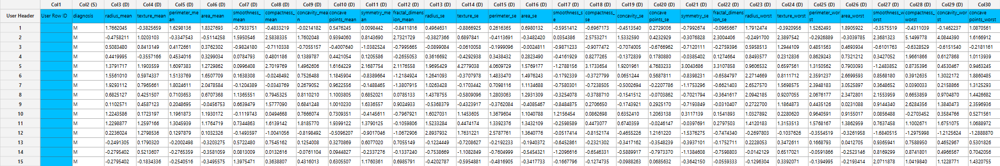 Col1 Col2 (S) Col3 (D) Col4 (D) Col5 (D) Col6 (D) Col7 (D) Col8 (D) Col9 (D) Col10 (D) Col11 (D) Col12 (D) Col13 (D) Col14 (D) Col15 (D) Col16 (D) Col17 (D) Col18 (D) Col19 (D) Col20 (D) Col21 (D) Col22 (D) Col23 (D) Col24 (D) Col25 (D) Col26 (D) Col27 (D) Col28 (D) Col29 (D) Col30
User Header User Row ID diagnosis radius_mean texture_mean perimeter_mean area_mean smoothness_mean compactness_mean concavity_mean concave points_mean symmetry_mean fractal_dimension_mean radius_se texture_se perimeter_se area_se smoothness_se compactness_se concavity_se concave points_se symmetry_se fractal_dimension_se radius_worst texture_worst perimeter_worst area_worst smoothness_worst compactness_worst concavity_worst concave points_worst
1 M 1.7662045 -0.3825659 1.6298136 1.8327693 -0.7933751 -0.4833219 -0.0214182 0.5476245 0.0098442 -0.8411816 0.4964631 -0.8866925 0.2616365 0.6980132 -0.5951412 -0.6967173 -0.4513540 0.2729006 -0.7992674 -0.0965667 1.7912474 -0.3920956 1.5262493 1.8905922 -0.3575519 -0.4311039 -0.1462237 1.0870561
2 M -0.4758211 1.0203103 -0.3347543 -0.5114258 1.5950546 2.5838335 1.7602048 0.9394060 0.8143690 2.7321729 -0.3827366 0.6897841 -0.4113691 -0.3482420 0.0354386 2.5753271 1.5332590 0.4232929 -0.3076828 2.3004406 -0.2491700 2.3897542 -0.2926889 -0.3039785 2.3681323 5.1499778 4.0844390 1.6166912
3 M 0.5083480 0.8413149 0.4172661 0.3762302 -0.9824180 -0.7110338 -0.7055157 -0.4007640 -1.0382524 -0.7995665 -0.0899084 -0.0610058 -0.1999096 -0.0024811 -0.9871233 -0.9077472 -0.7074005 -0.6766962 -0.7120111 -0.2759396 0.5958513 1.2944109 0.4851563 0.4693934 -0.6101763 -0.6328529 -0.6151540 -0.2181161
4 M 0.4419995 -0.3557166 0.4534016 0.3299034 0.0784793 0.4801186 0.1389787 0.4421054 0.1205586 -0.2655053 0.3616692 -0.4292938 0.3438432 0.2823490 -0.4161929 0.8277265 -0.1372839 0.1780880 -0.0385402 0.1274664 0.8493577 0.2312836 0.8629243 0.7321212 0.3427052 1.9661866 0.6127868 1.0113939
5 M 1.3791717 1.1903559 1.6097383 1.2729862 0.0996408 2.7019769 1.4962606 1.6164229 2.1687754 2.1176558 1.9695429 4.2779038 4.0609729 1.5769177 -1.2788156 3.1733654 1.9201961 4.7683233 3.0043686 3.3107858 0.9606532 0.6597561 1.3150562 0.7903093 -1.2483852 0.8735396 0.4530467 0.9463245
6 M 1.5561010 0.5974337 1.5133769 1.6507709 0.1638308 -0.0248492 0.7526488 1.1845904 -0.8389664 -1.2184924 1.2641093 -0.3707978 1.4833470 1.4976243 -0.1792339 -0.3727799 0.0651244 0.5687811 -0.8398231 -0.6584797 2.2714669 0.8111712 2.3591237 2.6699593 0.8568180 0.3912635 1.3022172 1.8860485
7 M 1.9293112 0.7965661 1.8024611 2.0478584 -0.1204389 -0.0343769 0.2679052 0.9622556 -0.1488465 -1.3807915 1.0263428 -0.1703442 0.7098116 1.1134688 -0.7580301 -0.7238505 -0.5002694 -0.2207786 -1.1753296 -0.6621403 2.6527570 1.5698575 2.3948183 3.0525897 0.3648652 0.0390033 0.2158866 1.3125293
8 M 0.6825127 0.4251507 0.7103653 0.6707368 1.1365551 0.7945325 0.8110210 1.1003805 0.6852021 0.0785133 1.4378755 -0.5809096 1.2803063 1.2931309 -0.3254078 -0.3788710 -0.1541512 -0.0703862 -0.7021794 -0.3641617 2.0942185 0.9207055 2.0676177 2.3472801 2.1553959 0.6653859 0.9704870 1.4426682
9 M 0.1102571 0.4587123 0.2048695 -0.0456753 0.6639479 1.5777090 0.6841248 1.0010230 1.6336557 0.9024933 -0.5368379 -0.4323917 -0.3762084 -0.4085467 -0.8484875 0.2706650 -0.1743921 0.2925170 -0.7193849 -0.0310407 0.2722700 1.1864873 0.4435126 0.0231088 0.9144340 2.6284356 1.3840473 2.3596936
10 M 1.2243586 0.1723197 1.1961873 1.1930172 -0.1119743 0.0494668 0.7666074 0.7309351 -0.4145611 -0.7967921 1.6027031 1.1453605 1.3679604 1.1040788 1.2156454 0.0862698 0.6352410 1.2063138 0.3117139 0.1541893 1.0327892 0.2280620 0.9640591 0.9155017 0.0856488 -0.2703452 0.3584766 0.5271561
11 M 1.2298877 1.2597166 1.3045939 1.1764719 0.7344863 1.6139142 1.8185770 1.9399122 1.3790125 -0.1059806 1.5233284 0.4474174 1.3392376 1.3432109 -0.2598589 0.4473077 0.6740359 -0.0246147 -0.0397691 0.2797503 1.4120183 1.3153513 1.5768167 1.3862959 0.7637458 1.1002671 1.6751075 1.0688972
12 M 0.2236024 1.2798536 0.1297879 0.1032326 -0.1493597 -1.0041056 -0.8198492 -0.5096207 -0.9017046 -1.0672906 2.8937932 1.7631221 2.5787761 1.3640776 -0.0517414 -0.8152174 -0.4655226 1.2161220 -1.5376275 -0.7474340 -0.2697803 -0.1037626 -0.3554519 -0.3261958 -1.6840515 -1.2975998 -1.2125624 -1.2888870
13 M -0.2491305 0.1790320 -0.2002498 -0.3203275 0.5722480 0.7545162 0.1254008 0.3270869 0.6077020 0.7055149 -0.1224449 -0.7208627 -0.2192233 -0.1940372 -0.6452861 -0.2321302 -0.3417162 -0.3548239 -0.3937101 -0.1752711 0.2228053 0.3472611 0.1668793 0.0412705 0.9365941 0.7588950 0.4652967 0.5301826
14 M -0.2795402 0.5213607 -0.2765359 -0.3581059 0.0813009 0.0132616 -0.0761104 0.0944827 -0.2337276 -0.1337240 -0.7538669 -1.1082849 -0.7604999 -0.5454321 -1.2096616 -0.6546331 -0.5889917 -0.7973370 -1.1384608 -0.7598803 -0.0142129 0.6517021 -0.0591866 -0.2523146 0.8169299 0.8741801 0.4966567 0.7042056
15 M -0.2795402 -0.1834336 -0.2540516 -0.3495575 1.3975471 0.3638807 0.4316013 0.6305507 1.1760361 0.6985791 -0.4202787 -0.5954881 -0.4816905 -0.3417733 -0.1667796 -0.1274735 -0.0988263 0.0685632 -0.3642150 -0.0559333 -0.1296304 0.3392071 -0.1394995 -0.2193414 2.0711878 1.0419840 1.1228771 1.4320755